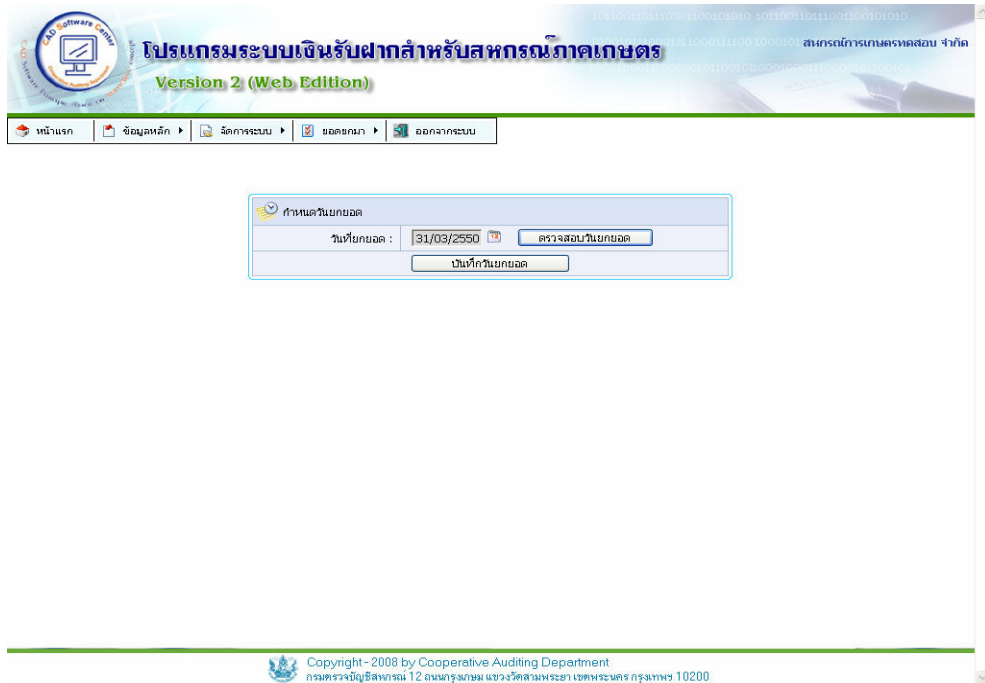 CAD Software Center
โปรแกรมระบบเงินรับฝากสำหรับสหกรณ์ภาคเกษตร
สหกรณ์การเกษตรทดสอบ จำกัด
Version 2 (Web Edition)
หน้าแรก ข้อมูลหลัก จัดการระบบ ยอดยกมา ออกจากระบบ
กำหนดวันยกยอด
วันที่ยกยอด : 31/03/2550 ตรวจสอบวันยกยอด
บันทึกวันยกยอด
Copyright - 2008 by Cooperative Auditing Department
กรมตรวจบัญชีสหกรณ์ 12 ถนนกรุงเกษม แขวงวัดสามพระยา เขตพระนคร กรุงเทพฯ 10200